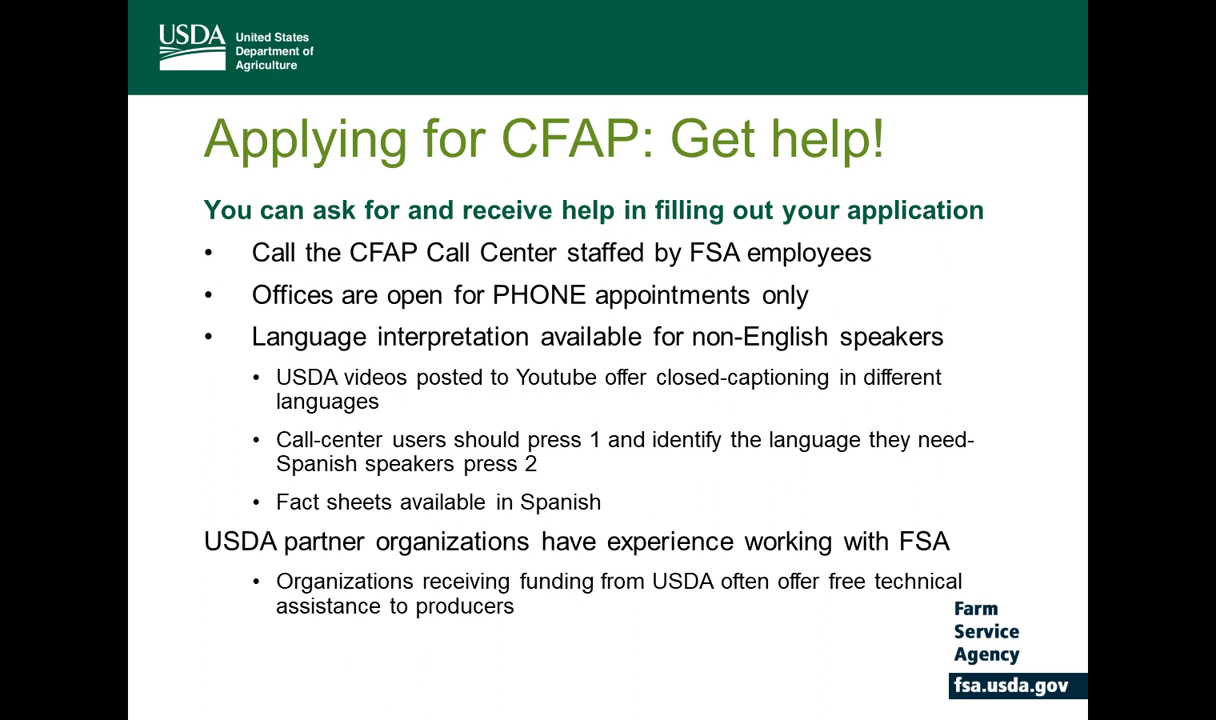 USDA
United States
Department of
Agriculture
Applying for CFAP: Get help!
You can ask for and receive help in filling out your application
• Call the CFAP Call Center staffed by FSA employees
• Offices are open for PHONE appointments only
• Language interpretation available for non-English speakers
• USDA videos posted to Youtube offer closed-captioning in different
languages
• Call-center users should press 1 and identify the language they need-
Spanish speakers press 2
• Fact sheets available in Spanish
USDA partner organizations have experience working with FSA
• Organizations receiving funding from USDA often offer free technical
assistance to producers
Farm
Service
Agency
fsa.usda.gov